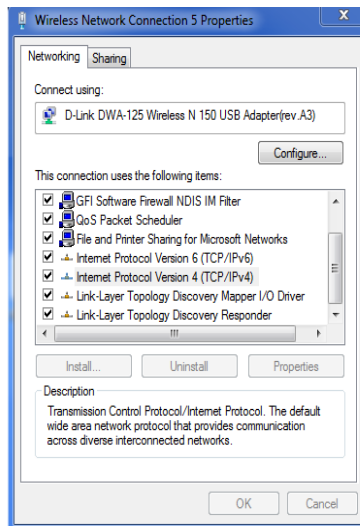 Wireless Network Connection 5 Properties
X
Networking
Sharing
Connect using:
D-Link DWA-125 Wireless N 150 USB Adapter(rev.A3)
Configure...
This connection uses the following items:
GFI Software Firewall NDIS IM Filter
QoS Packet Scheduler
File and Printer Sharing for Microsoft Networks
Internet Protocol Version 6 (TCP/IPv6)
Internet Protocol Version 4 (TCP/IPv4)
Link-Layer Topology Discovery Mapper I/O Driver
Link-Layer Topology Discovery Responder
Install...
Uninstall
Properties
Description
Transmission Control Protocol/Internet Protocol. The default
wide area network protocol that provides communication
across diverse interconnected networks.
OK
Cancel